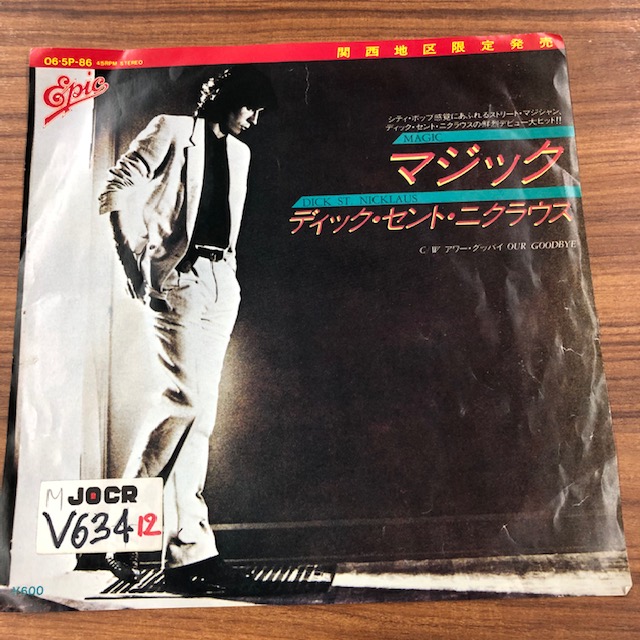 06·5P-86 45RPM STEREO
関西地区限定発売
Epic
シティ・ポップ感覚にあふれるストリート・マジシャン、
ディック・セント・ニクラウスの鮮烈デビュー大ヒット!!
MAGIC
マジック
DICK ST. NICKLAUS
ディック・セント・ニクラウス
C/W アワー・グッバイ OUR GOODBYE
M JOCR
V634 12
¥600